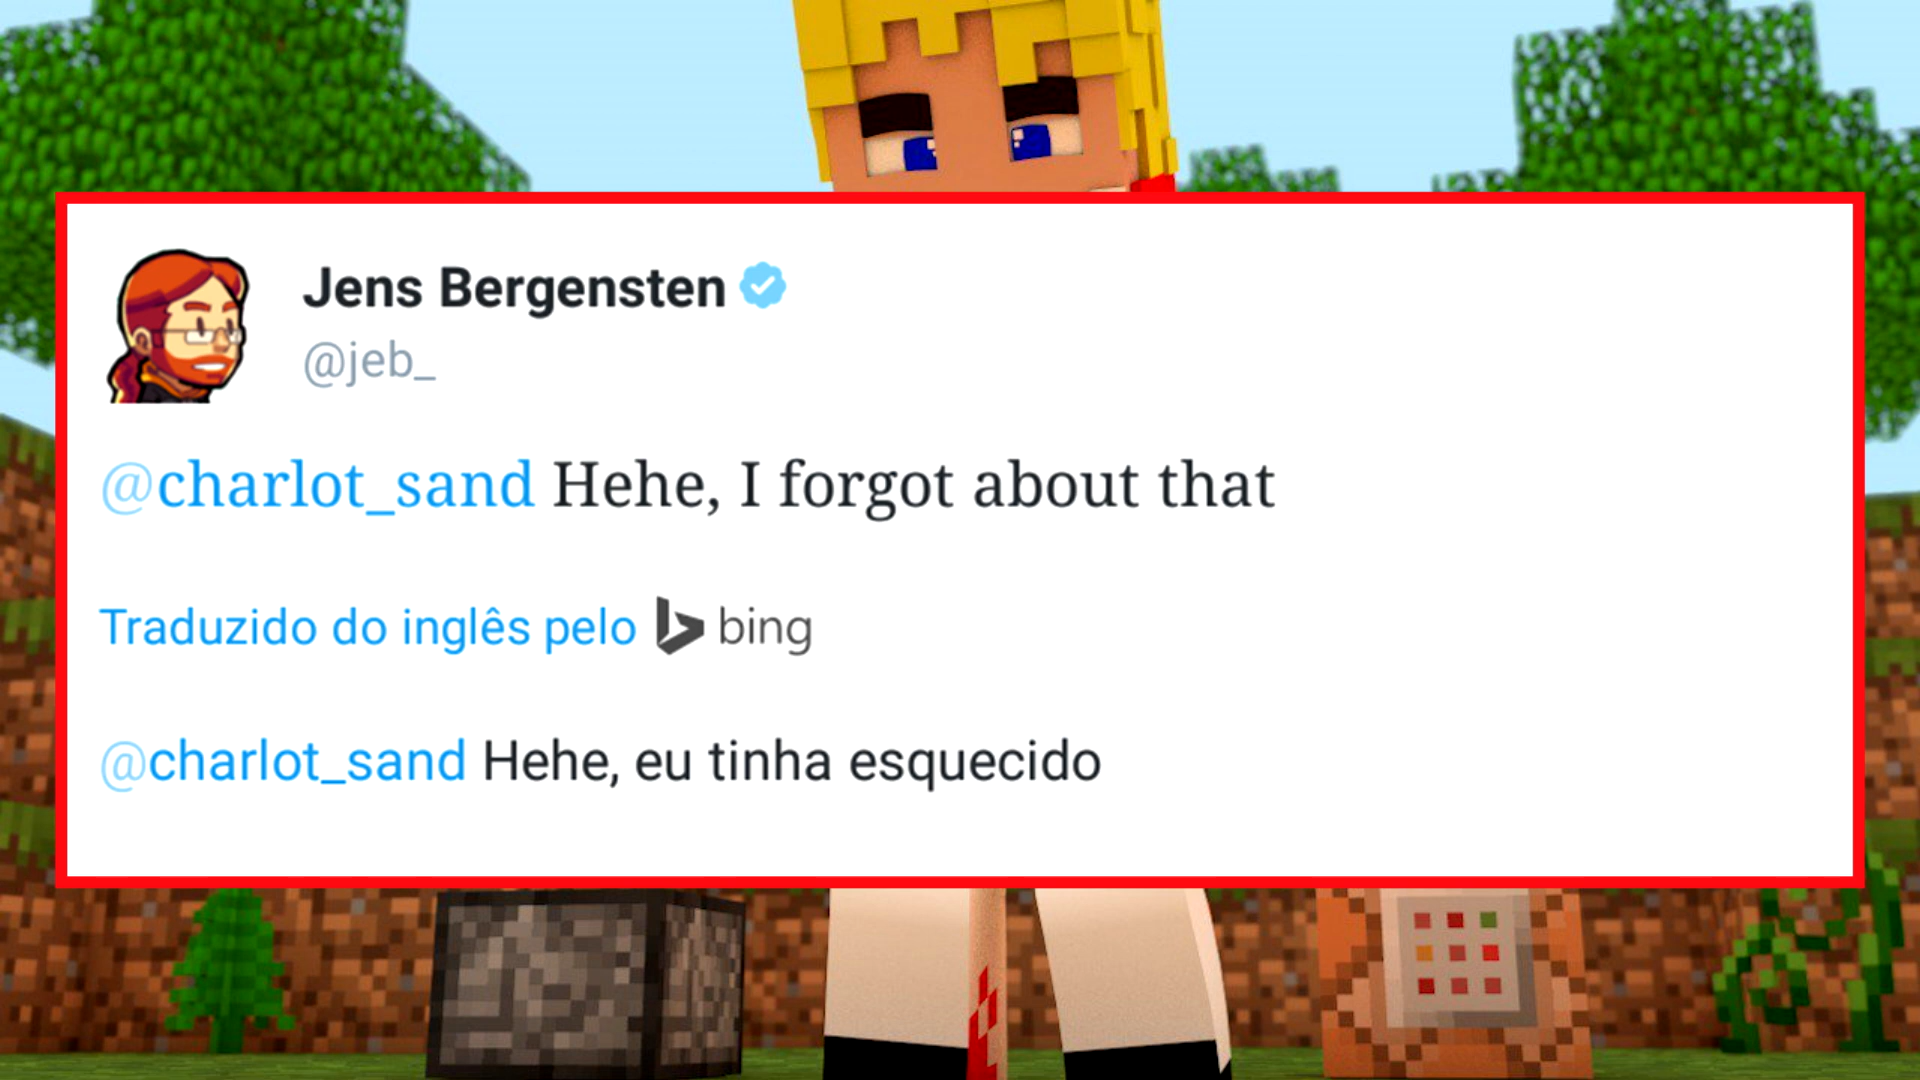 Jens Bergensten
@jeb_
@charlot_sand Hehe, I forgot about that
Traduzido do inglês pelo bing
@charlot_sand Hehe, eu tinha esquecido